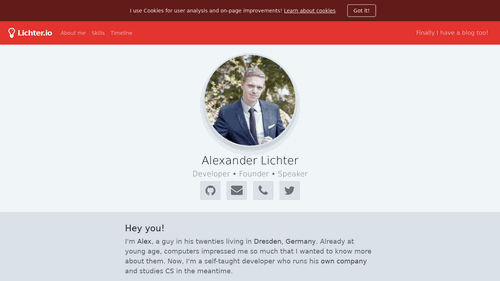 I use Cookies for user analysis and on-page improvements! Learn about cookies Got it!
Lichter.io About me Skills Timeline Finally I have a blog too!
Alexander Lichter
Developer • Founder • Speaker
Hey you!
I'm Alex, a guy in his twenties living in Dresden, Germany. Already at
young age, computers impressed me so much that I wanted to know more
about them. Now, I'm a self-taught developer who runs his own company
and studies CS in the meantime.